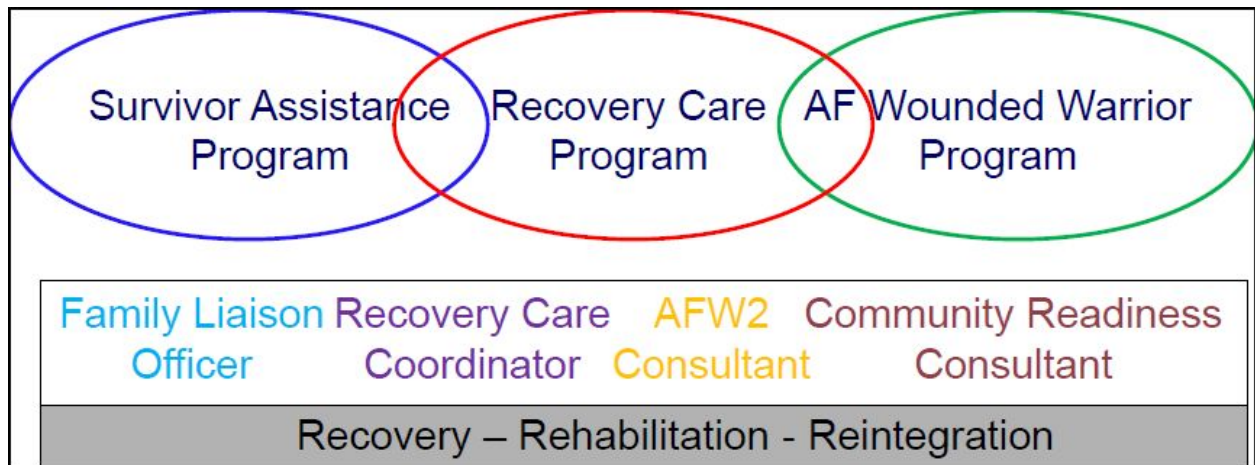 Survivor Assistance Program
Recovery Care Program
AF Wounded Warrior Program
Family Liaison Officer
Recovery Care Coordinator
AFW2 Consultant
Community Readiness Consultant
Recovery – Rehabilitation - Reintegration